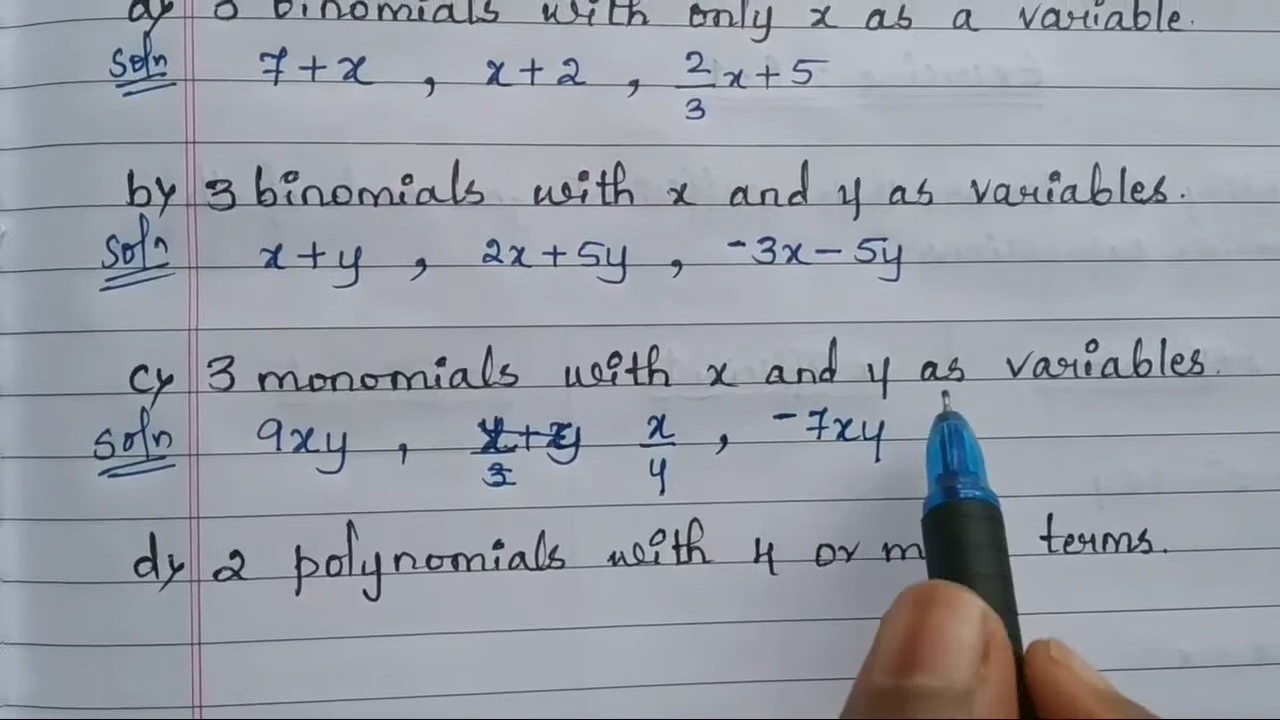 a) 3 binomials with only x as a variable.
Soln 7 + x , x + 2 , 2/3 x + 5
b) 3 binomials with x and y as variables.
Soln x + y , 2x + 5y , -3x - 5y
c) 3 monomials with x and y as variables.
Soln 9xy , x/y , -7xy
d) 2 polynomials with 4 or m terms.